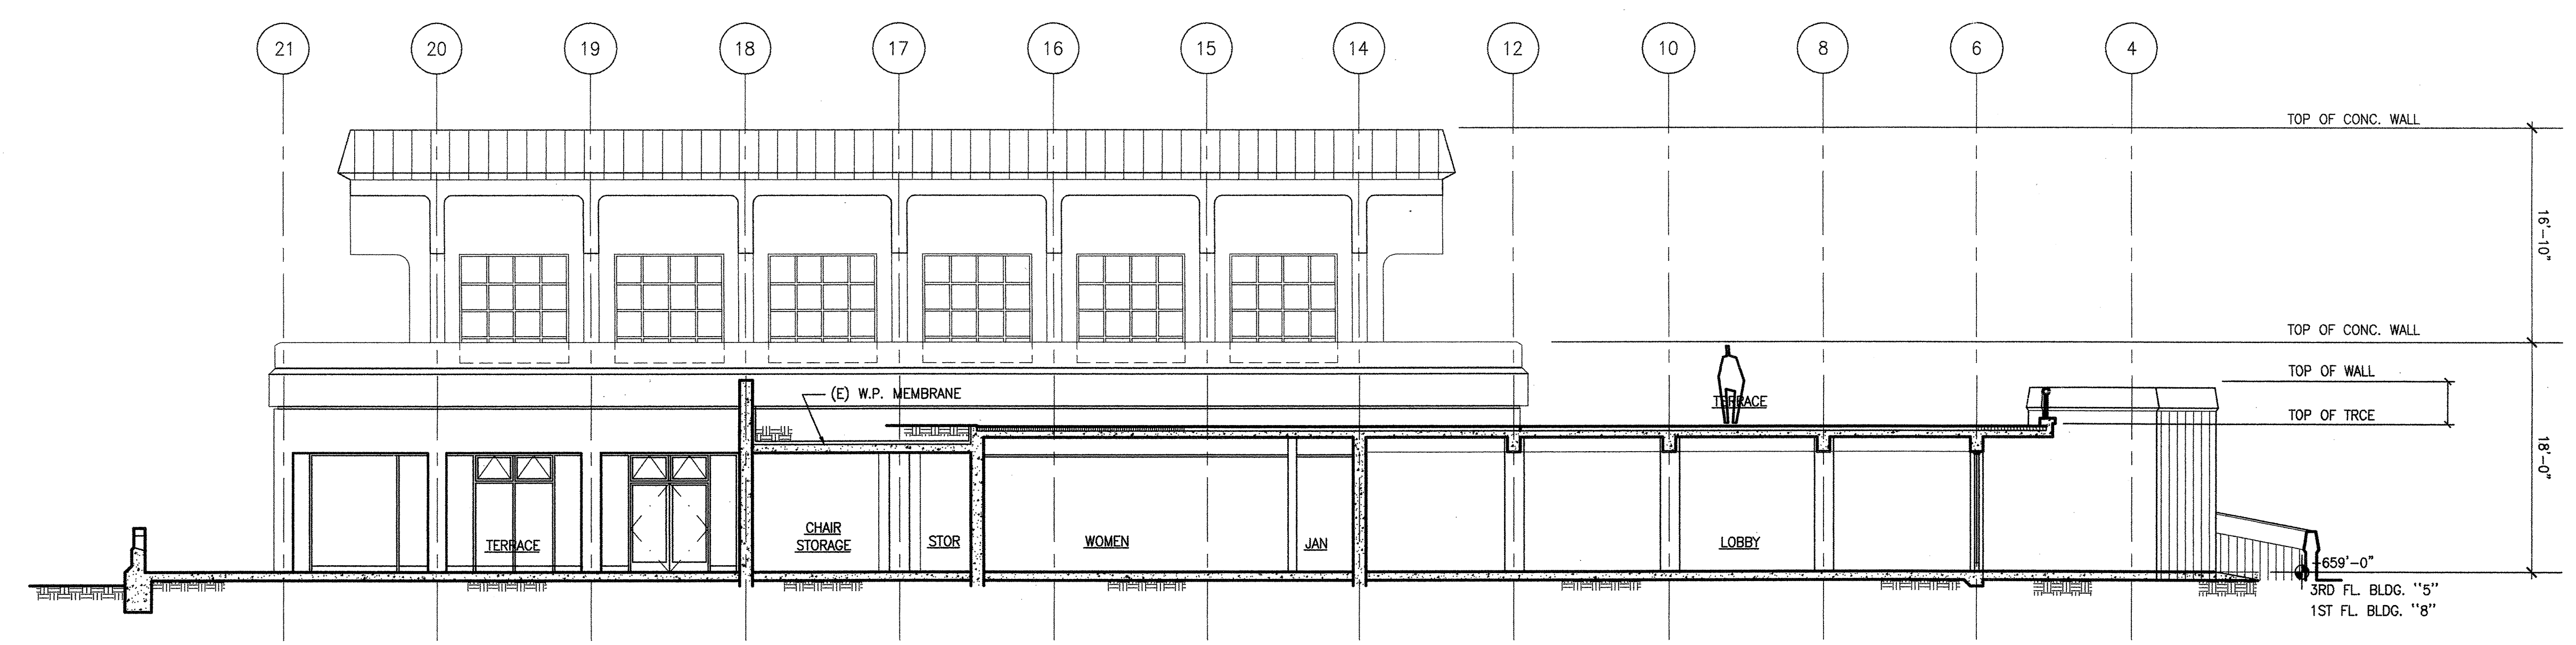 21 20 19 18 17 16 15 14 12 10 8 6 4
TOP OF CONC. WALL
16'-10"
TOP OF CONC. WALL
TOP OF WALL
(E) W.P. MEMBRANE
TERRACE
TOP OF TRCE
18'-0"
CHAIR
STORAGE
TERRACE
STOR
WOMEN
JAN
LOBBY
659'-0"
3RD FL. BLDG. "5"
1ST FL. BLDG. "8"